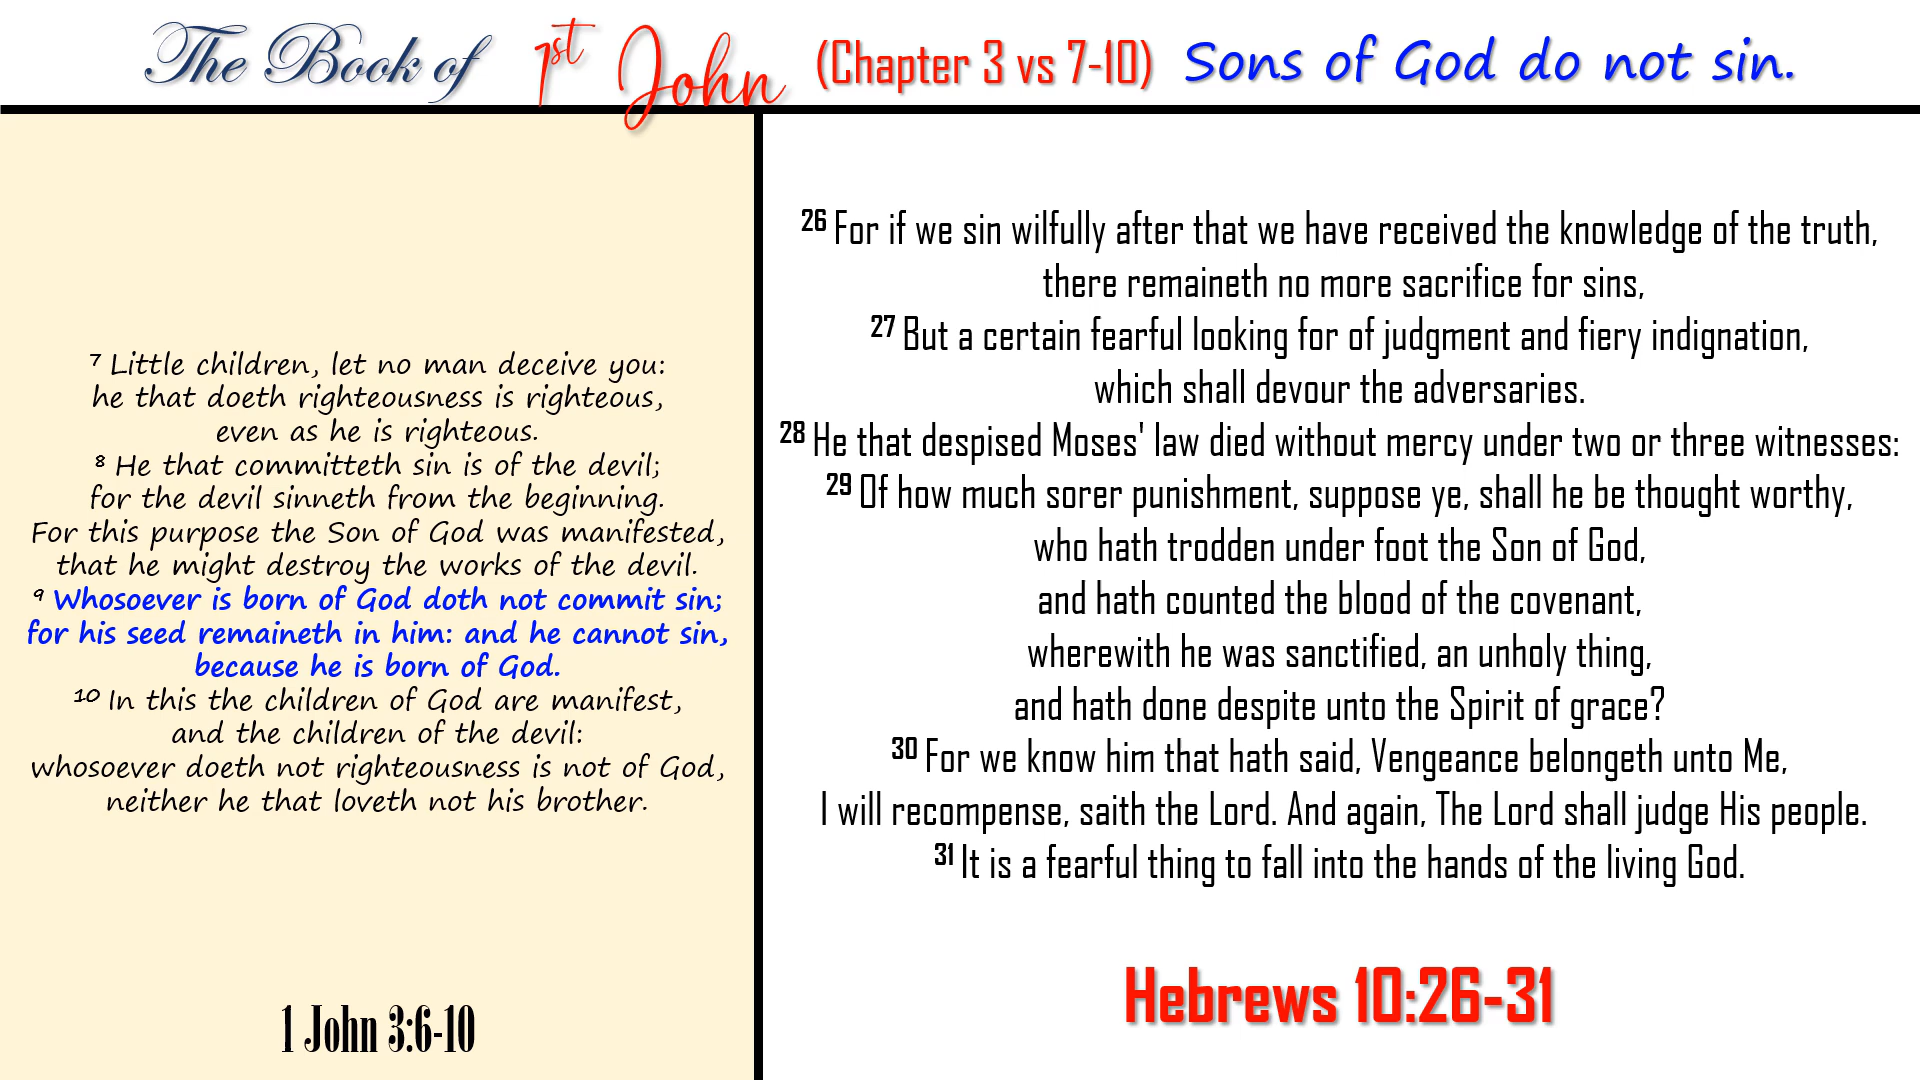 The Book of 1st John (Chapter 3 vs 7-10) Sons of God do not sin.
7 Little children, let no man deceive you:
he that doeth righteousness is righteous,
even as he is righteous.
8 He that committeth sin is of the devil;
for the devil sinneth from the beginning.
For this purpose the Son of God was manifested,
that he might destroy the works of the devil.
9 Whosoever is born of God doth not commit sin;
for his seed remaineth in him: and he cannot sin,
because he is born of God.
10 In this the children of God are manifest,
and the children of the devil:
whosoever doeth not righteousness is not of God,
neither he that loveth not his brother.
1 John 3:6-10
26 For if we sin wilfully after that we have received the knowledge of the truth,
there remaineth no more sacrifice for sins,
27 But a certain fearful looking for of judgment and fiery indignation,
which shall devour the adversaries.
28 He that despised Moses' law died without mercy under two or three witnesses:
29 Of how much sorer punishment, suppose ye, shall he be thought worthy,
who hath trodden under foot the Son of God,
and hath counted the blood of the covenant,
wherewith he was sanctified, an unholy thing,
and hath done despite unto the Spirit of grace?
30 For we know him that hath said, Vengeance belongeth unto Me,
I will recompense, saith the Lord. And again, The Lord shall judge His people.
31 It is a fearful thing to fall into the hands of the living God.
Hebrews 10:26-31